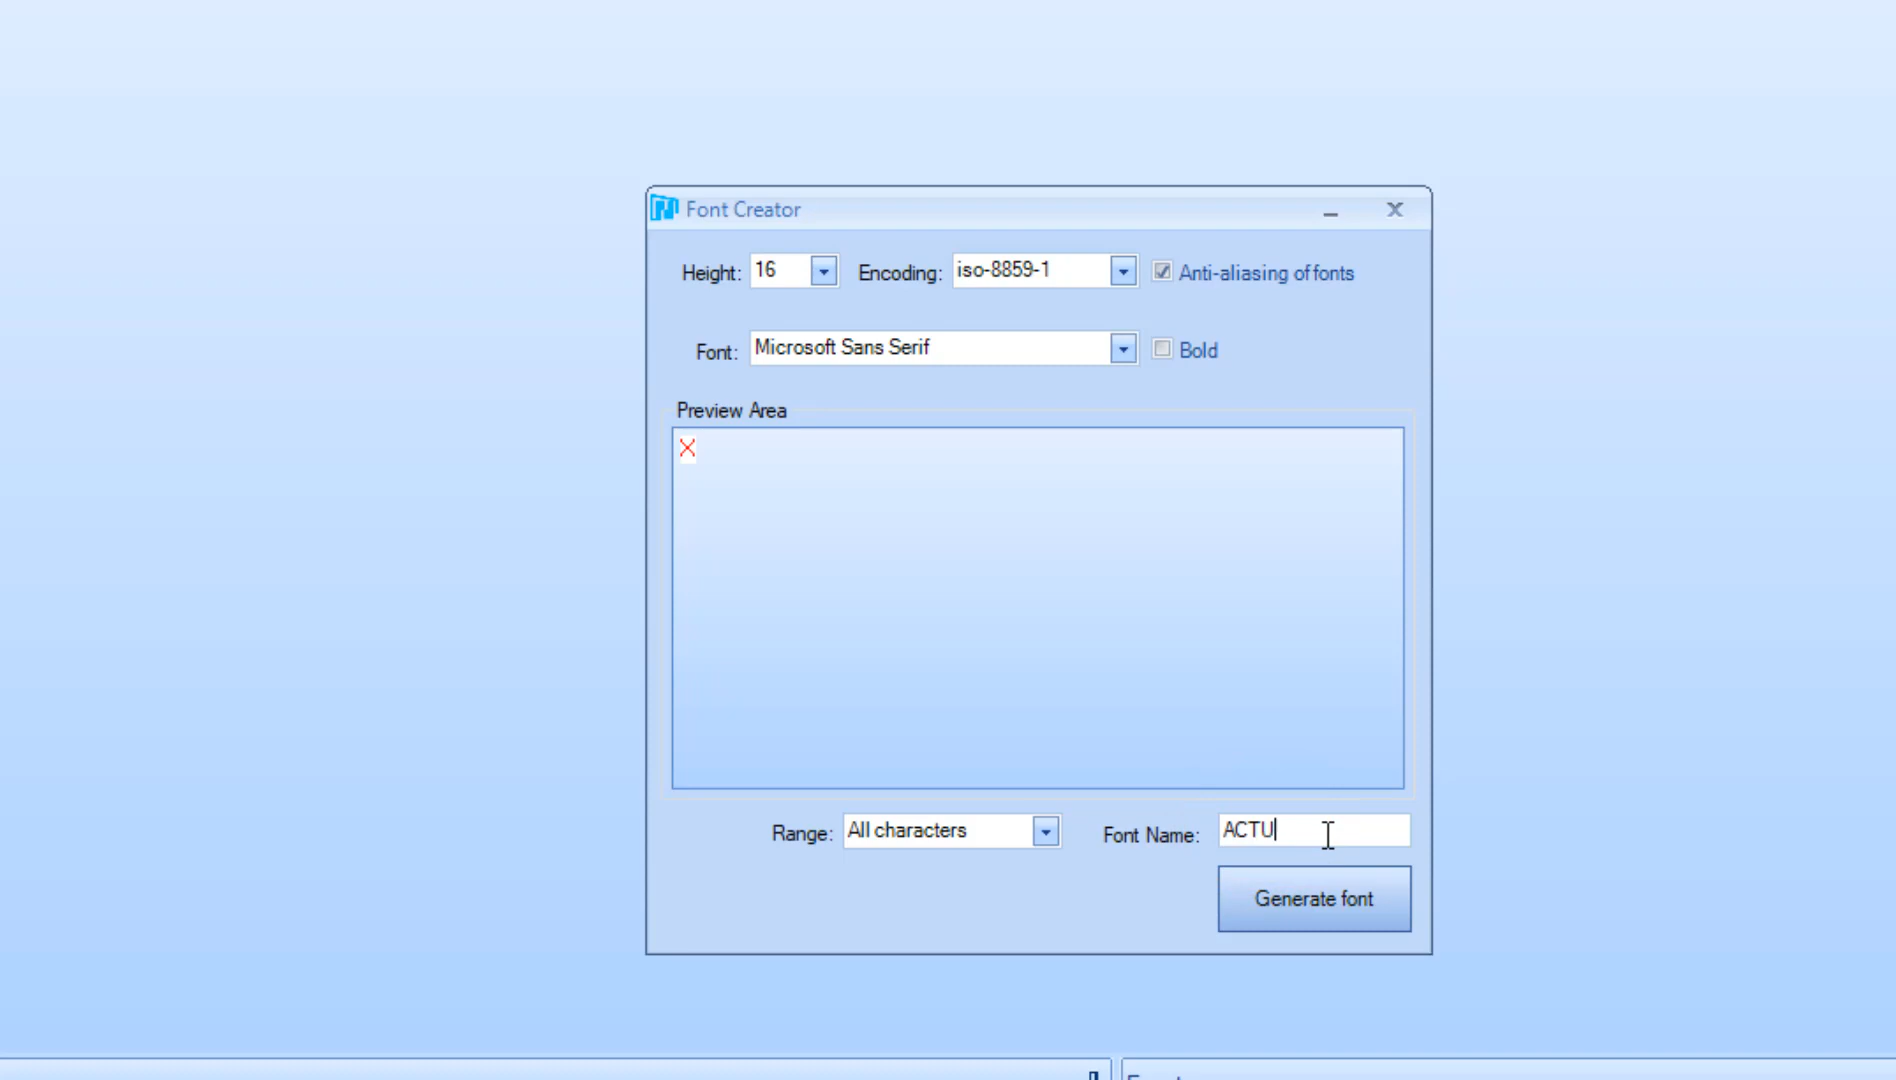 Font Creator
Height: 16 Encoding: iso-8859-1 Anti-aliasing of fonts
Font: Microsoft Sans Serif Bold
Preview Area
Range: All characters Font Name: ACTU
Generate font